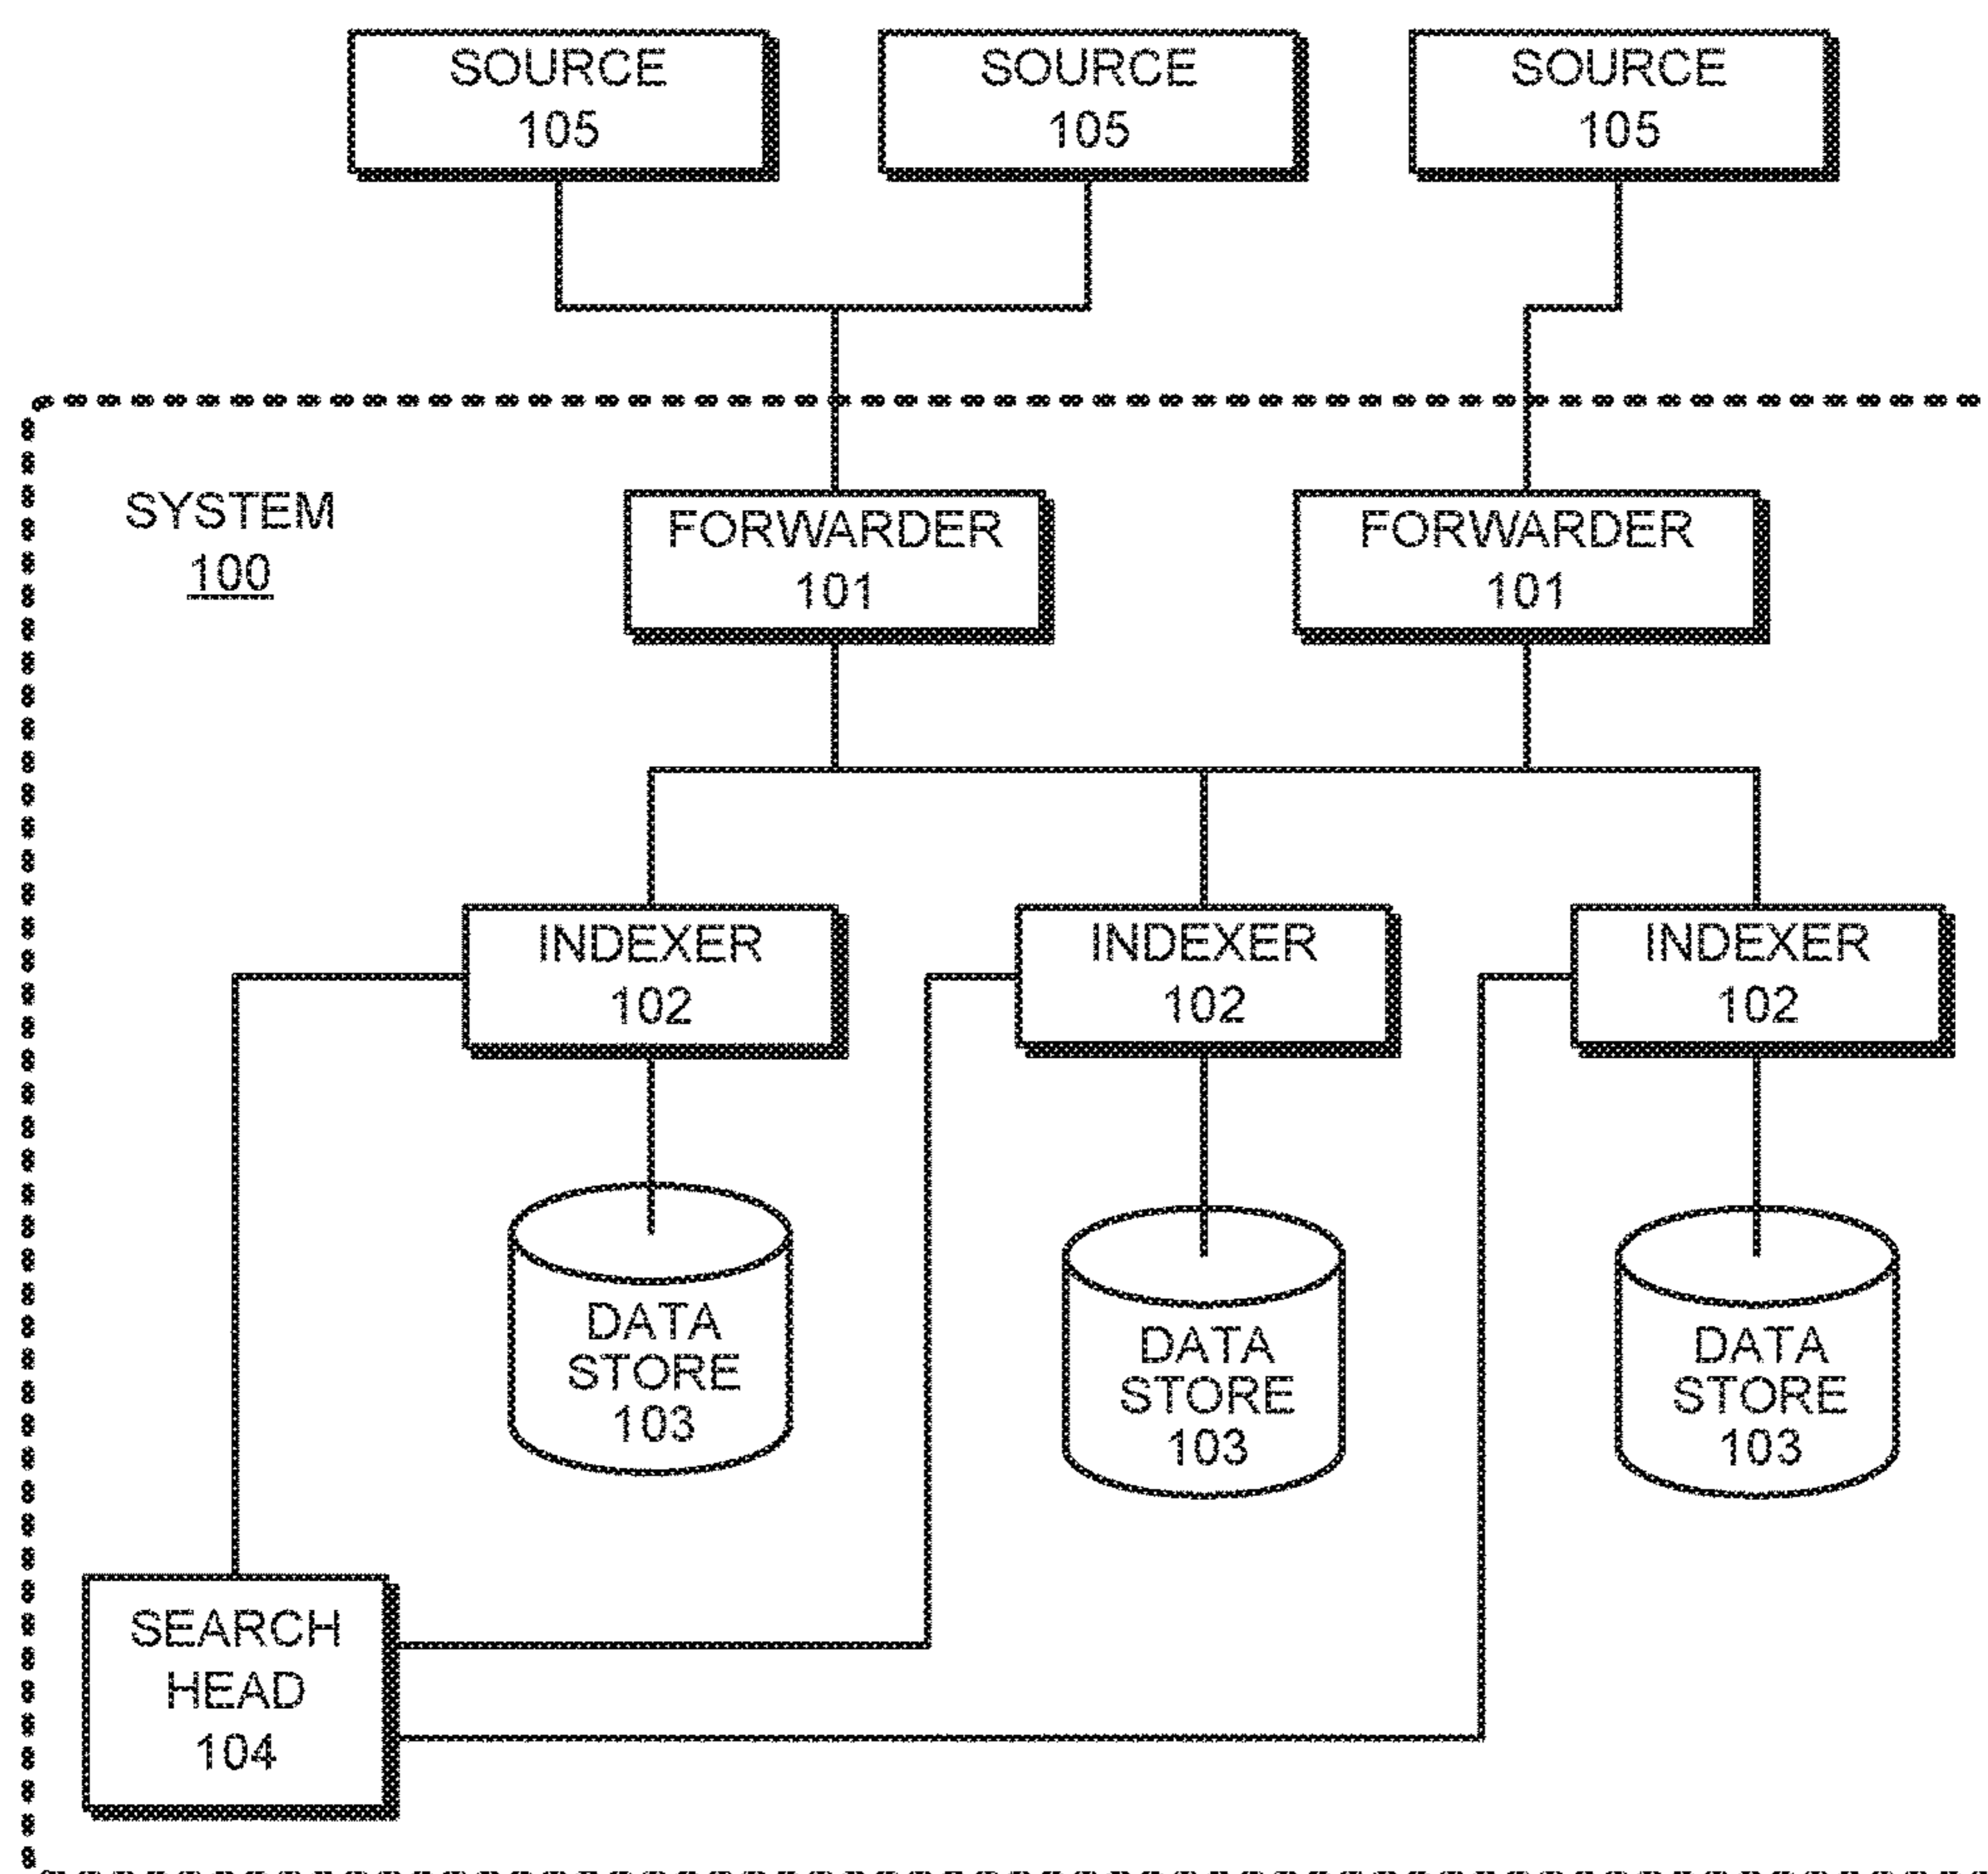 SOURCE
105
SOURCE
105
SOURCE
105
SYSTEM
100
FORWARDER
101
FORWARDER
101
INDEXER
102
INDEXER
102
INDEXER
102
DATA
STORE
103
DATA
STORE
103
DATA
STORE
103
SEARCH
HEAD
104